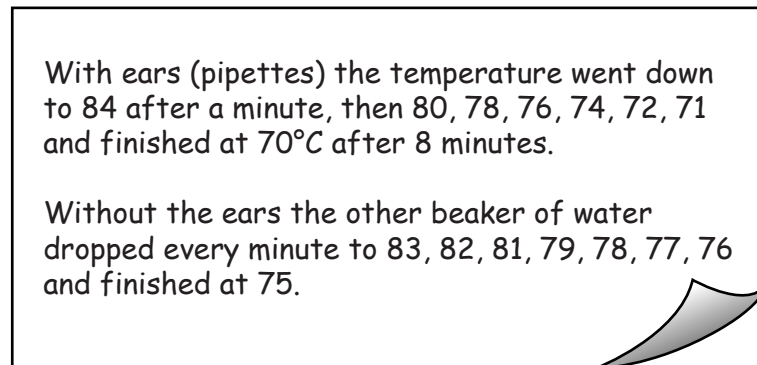 With ears (pipettes) the temperature went down
to 84 after a minute, then 80, 78, 76, 74, 72, 71
and finished at 70°C after 8 minutes.
Without the ears the other beaker of water
dropped every minute to 83, 82, 81, 79, 78, 77, 76
and finished at 75.